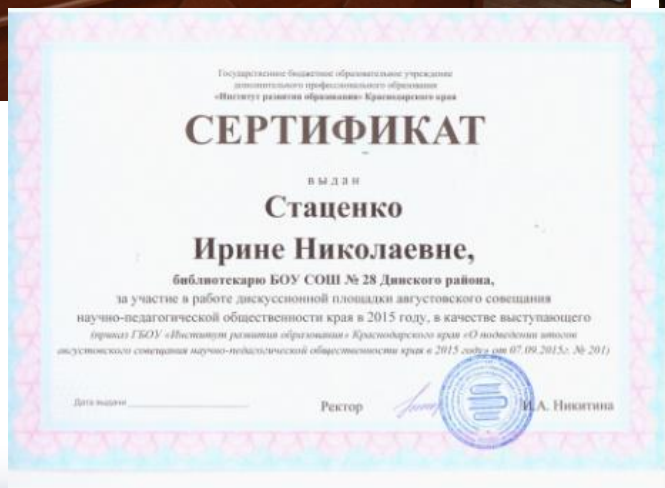 Государственное бюджетное образовательное учреждение
дополнительного профессионального образования
«Институт развития образования» Краснодарского края
СЕРТИФИКАТ
выдан
Стаценко
Ирине Николаевне,
библиотекарю БОУ СОШ № 28 Динского района,
за участие в работе дискуссионной площадки августовского совещания
научно-педагогической общественности края в 2015 году, в качестве выступающего
(приказ ГБОУ «Институт развития образования» Краснодарского края «О подведении итогов
августовского совещания научно-педагогической общественности края в 2015 году» от 07.09.2015г. № 201)
Дата выдачи
Ректор И.А. Никитина